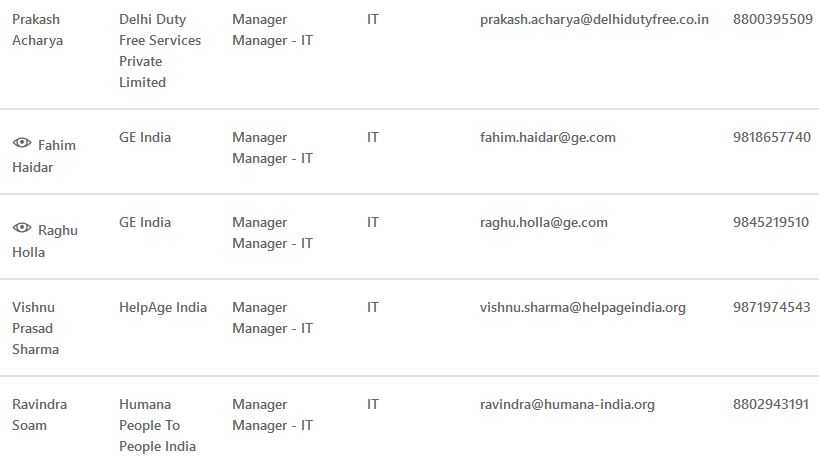 Prakash Acharya Delhi Duty Free Services Private Limited Manager Manager - IT IT prakash.acharya@delhidutyfree.co.in 8800395509
Fahim Haidar GE India Manager Manager - IT IT fahim.haidar@ge.com 9818657740
Raghu Holla GE India Manager Manager - IT IT raghu.holla@ge.com 9845219510
Vishnu Prasad Sharma HelpAge India Manager Manager - IT IT vishnu.sharma@helpageindia.org 9871974543
Ravindra Soam Humana People To People India Manager Manager - IT IT ravindra@humana-india.org 8802943191